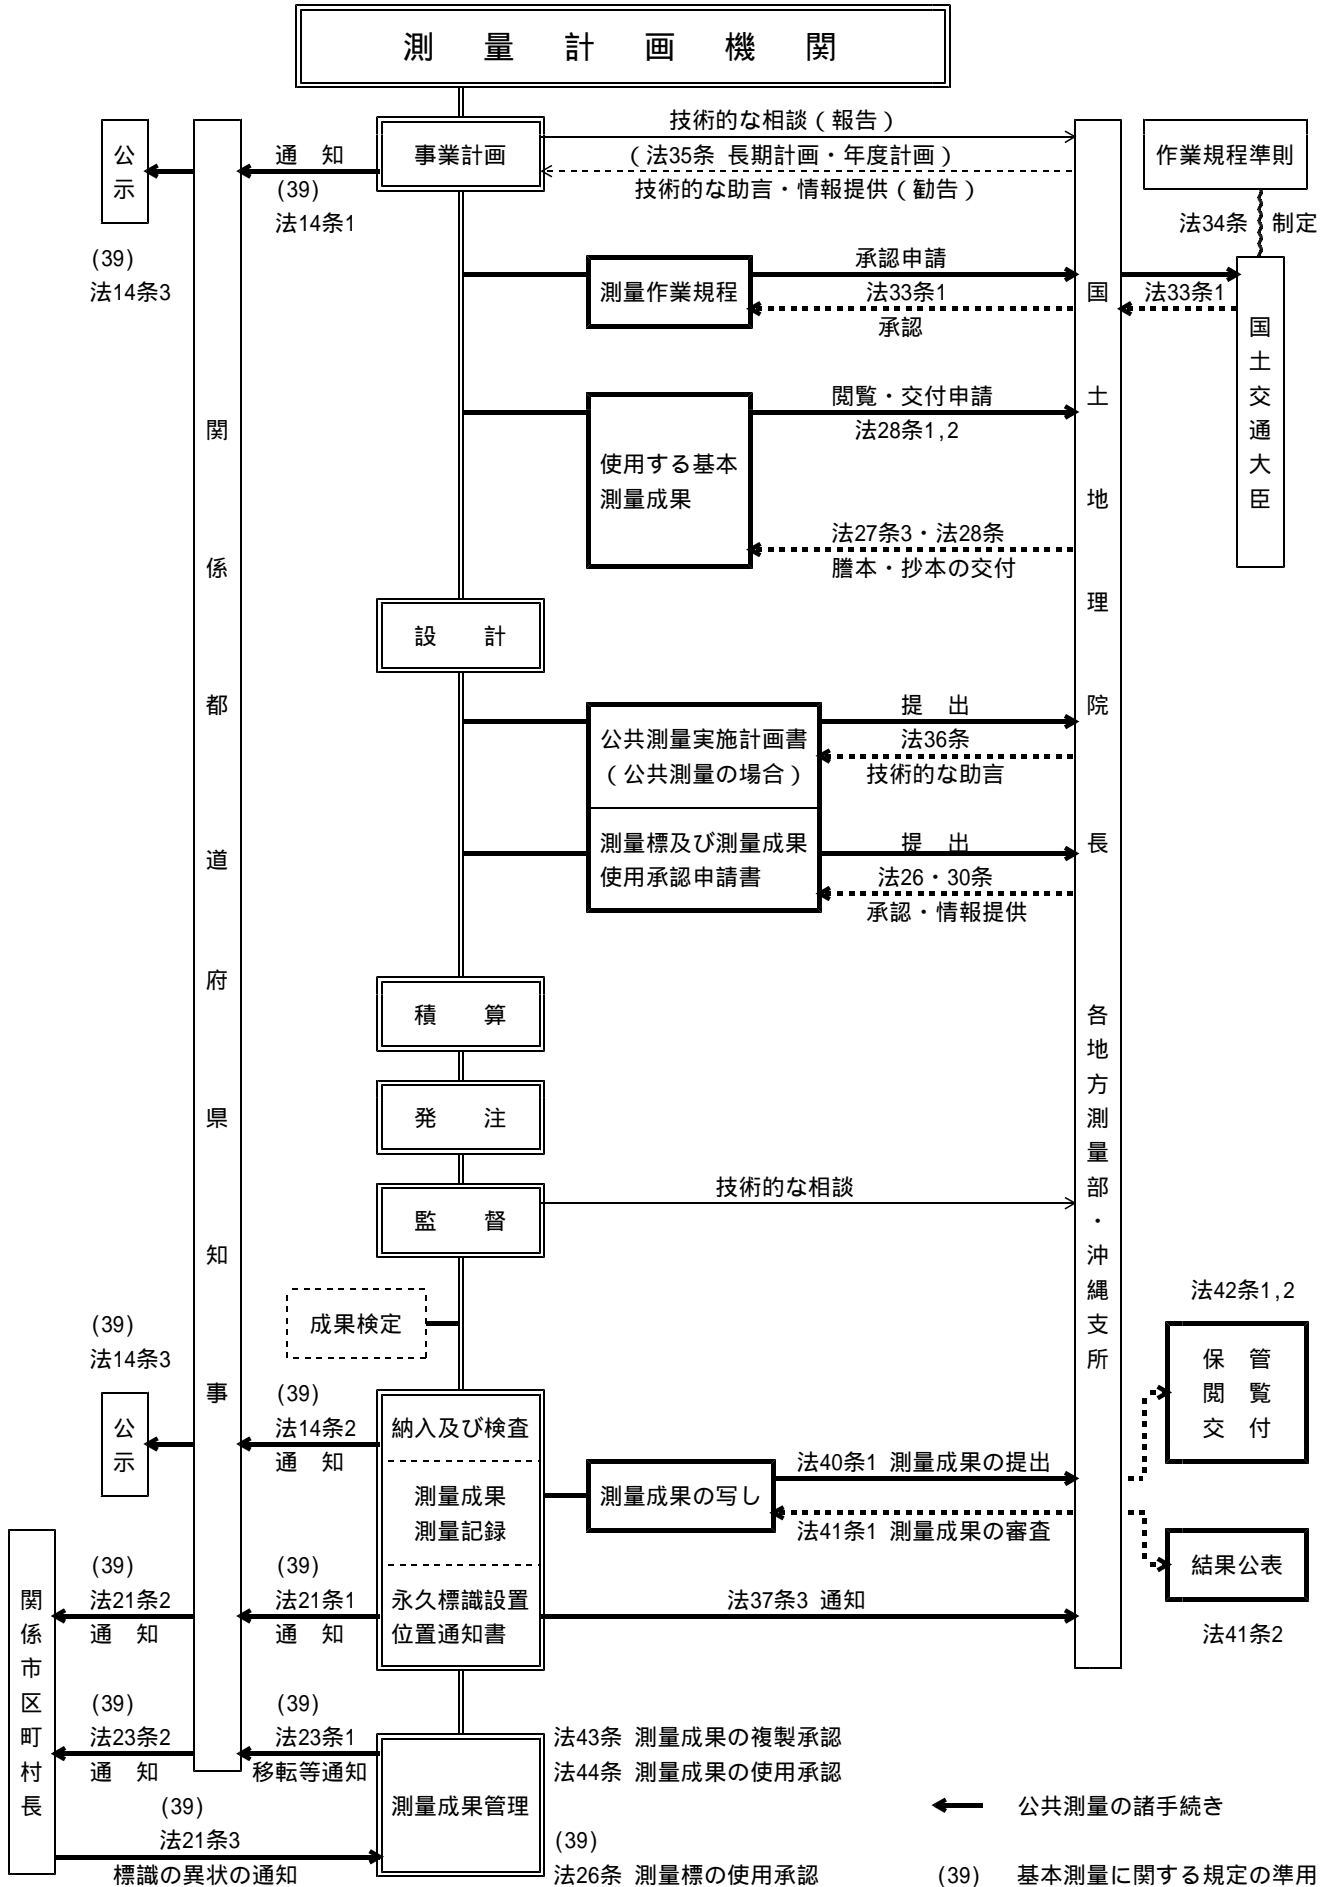 測量計画機関
公示
(39)
法14条3
通 知
(39)
法14条1
事業計画
技術的な相談（報告）
（法35条 長期計画・年度計画）
技術的な助言・情報提供（勧告）
作業規程準則
法34条 制定
測量作業規程
承認申請
法33条1
承認
法33条1
国土交通大臣
使用する基本
測量成果
閲覧・交付申請
法28条1,2
法27条3・法28条
謄本・抄本の交付
関係都道府県知事
国土地理院長
各地方測量部・沖縄支所
設 計
公共測量実施計画書
（公共測量の場合）
提 出
法36条
技術的な助言
測量標及び測量成果
使用承認申請書
提 出
法26・30条
承認・情報提供
積 算
発 注
監 督
技術的な相談
成果検定
(39)
法14条3
公示
(39)
法14条2
通 知
納入及び検査
測量成果
測量記録
測量成果の写し
法40条1 測量成果の提出
法41条1 測量成果の審査
法42条1,2
保 管
閲 覧
交 付
結果公表
法41条2
関係市区町村長
(39)
法21条2
通 知
(39)
法21条1
通 知
永久標識設置
位置通知書
法37条3 通知
(39)
法23条2
通 知
(39)
法23条1
移転等通知
測量成果管理
法43条 測量成果の複製承認
法44条 測量成果の使用承認
(39)
法21条3
標識の異状の通知
(39)
法26条 測量標の使用承認
公共測量の諸手続き
(39) 基本測量に関する規定の準用